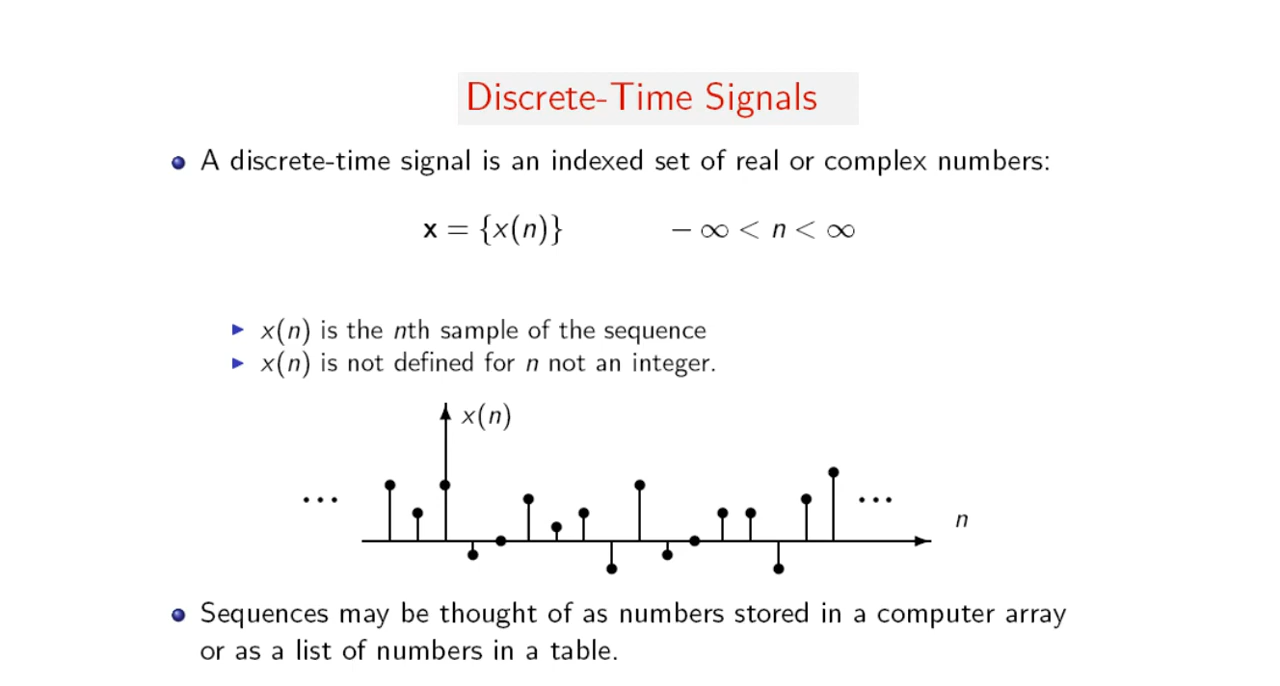 Discrete-Time Signals
A discrete-time signal is an indexed set of real or complex numbers:
x = {x(n)} − ∞ < n < ∞
x(n) is the nth sample of the sequence
x(n) is not defined for n not an integer.
x(n)
... ...
n
Sequences may be thought of as numbers stored in a computer array
or as a list of numbers in a table.